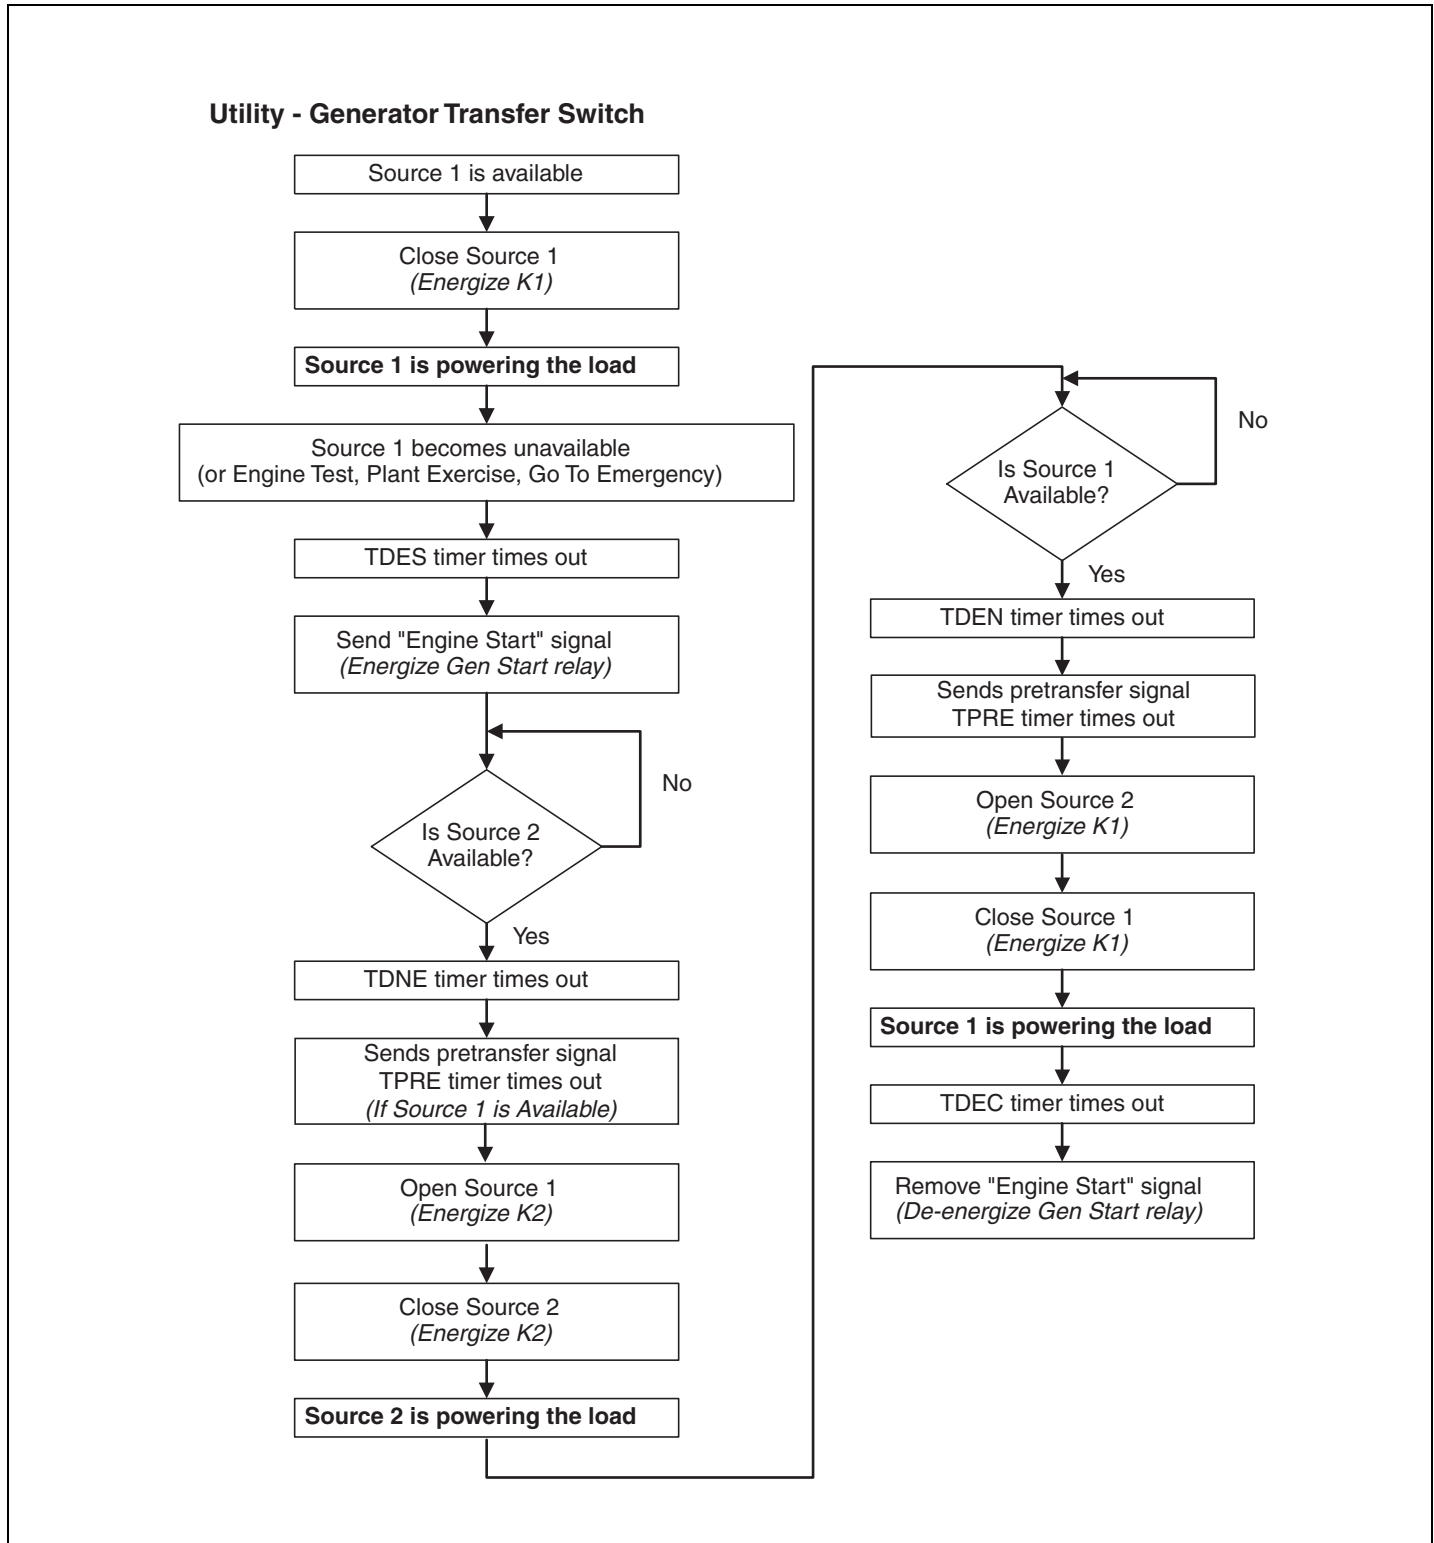 Utility - Generator Transfer Switch
Source 1 is available
Close Source 1
(Energize K1)
Source 1 is powering the load
Source 1 becomes unavailable
(or Engine Test, Plant Exercise, Go To Emergency)
TDES timer times out
Send "Engine Start" signal
(Energize Gen Start relay)
No
Is Source 2
Available?
Yes
TDNE timer times out
Sends pretransfer signal
TPRE timer times out
(If Source 1 is Available)
Open Source 1
(Energize K2)
Close Source 2
(Energize K2)
Source 2 is powering the load
No
Is Source 1
Available?
Yes
TDEN timer times out
Sends pretransfer signal
TPRE timer times out
Open Source 2
(Energize K1)
Close Source 1
(Energize K1)
Source 1 is powering the load
TDEC timer times out
Remove "Engine Start" signal
(De-energize Gen Start relay)